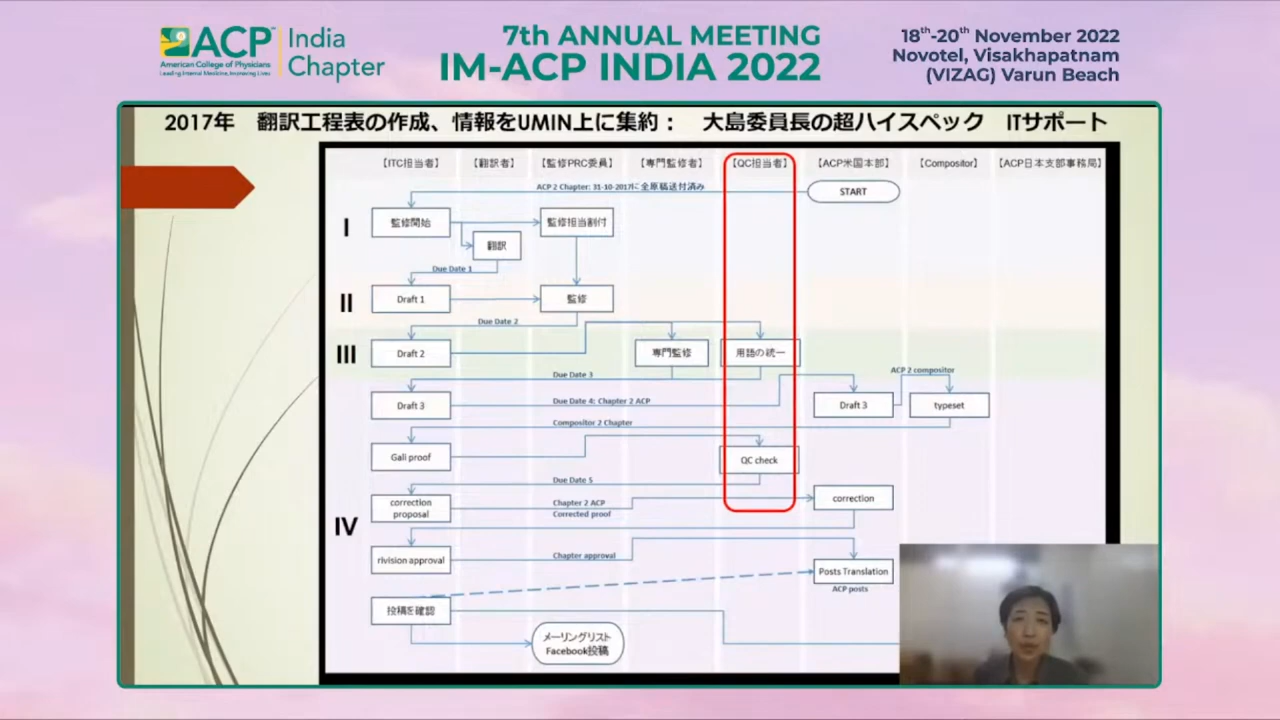 ACP
American College of Physicians
Leading Internal Medicine, Improving Lives
India
Chapter
7th ANNUAL MEETING
IM-ACP INDIA 2022
18th-20th November 2022
Novotel, Visakhapatnam
(VIZAG) Varun Beach
2017年 翻訳工程表の作成、情報をUMIN上に集約： 大島委員長の超ハイスペック ITサポート
【ITC担当者】 【翻訳者】 【監修PRC委員】 【専門監修者】 【QC担当者】 【ACP米国本部】 【Compositor】 【ACP日本支部事務局】
ACP 2 Chapter: 31-10-2017に全原稿送付済み
START
I
監修開始
監修担当割付
翻訳
Due Date 1
II
Draft 1
監修
Due Date 2
III
Draft 2
専門監修
用語の統一
Due Date 3
ACP 2 compositor
Draft 3
Due Date 4: Chapter 2 ACP
Draft 3
typeset
Compositor 2 Chapter
Gali proof
QC check
Due Date 5
IV
correction
proposal
Chapter 2 ACP
Corrected proof
correction
rivision approval
Chapter approval
Posts Translation
ACP posts
投稿を確認
メーリングリスト
Facebook投稿